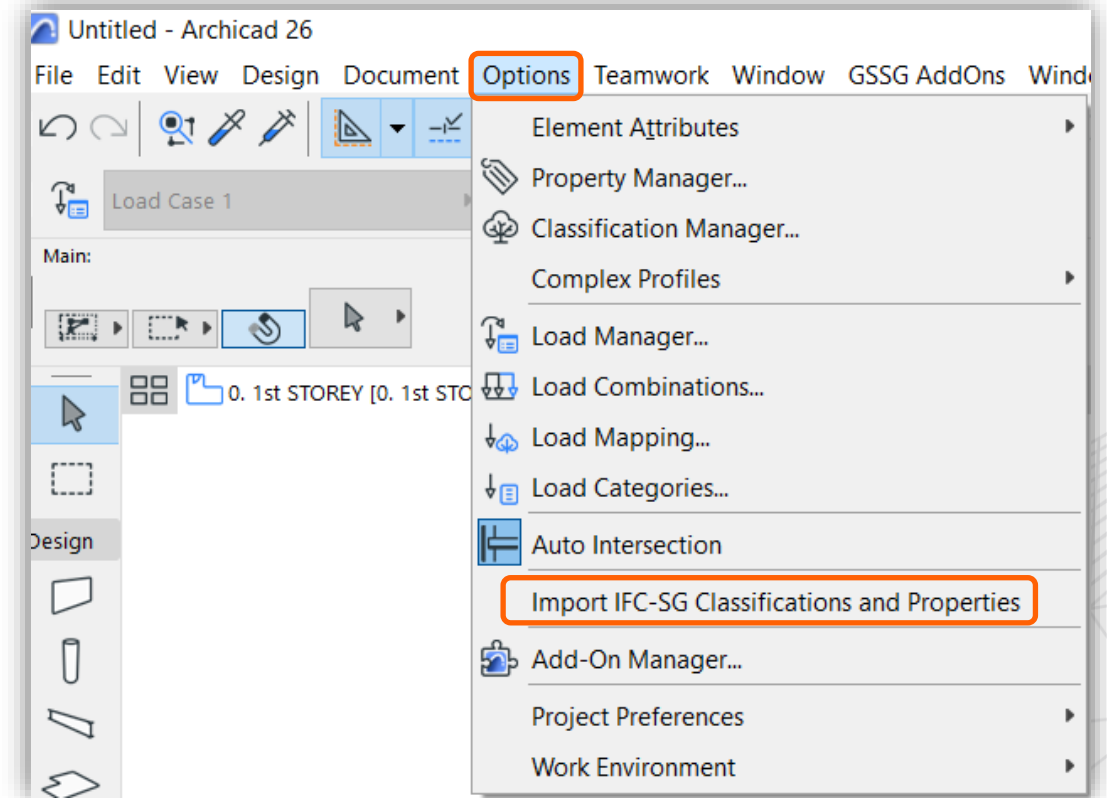 Untitled - Archicad 26
File Edit View Design Document Options Teamwork Window GSSG AddOns Wind
Element Attributes
Property Manager...
Load Case 1
Classification Manager...
Main:
Complex Profiles
Load Manager...
0. 1st STOREY [0. 1st STO
Load Combinations...
Load Mapping...
Load Categories...
Design
Auto Intersection
Import IFC-SG Classifications and Properties
Add-On Manager...
Project Preferences
Work Environment